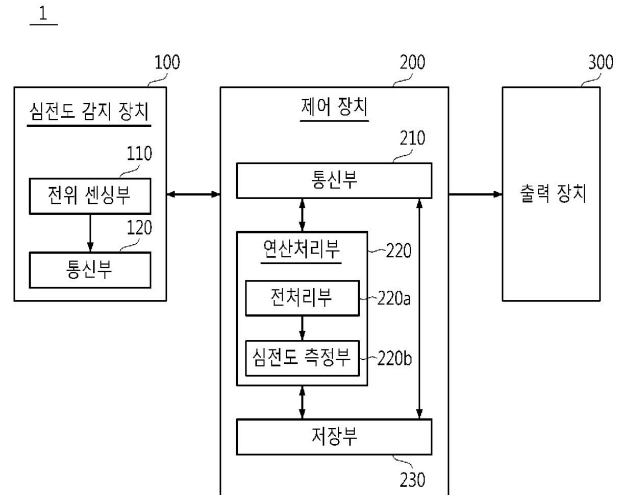 1
100
심전도 감지 장치
110
전위 센싱부
120
통신부
200
제어 장치
210
통신부
연산처리부
220
전처리부
220a
심전도 측정부
220b
저장부
230
300
출력 장치